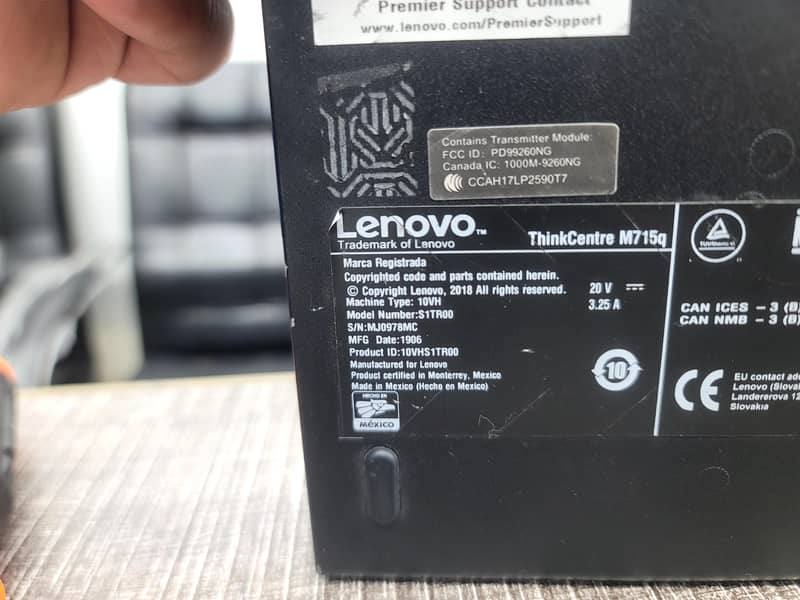 Premier Support Contact
www.lenovo.com/PremierSupport
Contains Transmitter Module:
FCC ID: PD99260NG
Canada IC: 1000M-9260NG
CCAH17LP2590T7
Lenovo™
Trademark of Lenovo
ThinkCentre M715q
Marca Registrada
Copyrighted code and parts contained herein.
© Copyright Lenovo, 2018 All rights reserved.
Machine Type: 10VH
Model Number:S1TR00
S/N:MJ0978MC
MFG Date:1906
Product ID:10VHS1TR00
Manufactured for Lenovo
Product certified in Monterrey, Mexico
Made in Mexico (Hecho en Mexico)
HECHO EN
MÉXICO
20 V
3.25 A
10
CAN ICES – 3 (B)
CAN NMB – 3 (B)
CE
EU contact
Lenovo
Landererova 12
Slovakia